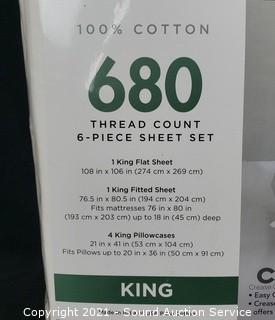 100% COTTON
680
THREAD COUNT
6-PIECE SHEET SET
1 King Flat Sheet
108 in x 106 in (274 cm x 269 cm)
1 King Fitted Sheet
76.5 in x 80.5 in (194 cm x 204 cm)
Fits mattresses 76 in x 80 in
(193 cm x 203 cm) up to 18 in (45 cm) deep
4 King Pillowcases
21 in x 41 in (53 cm x 104 cm)
Fits Pillows up to 20 in x 36 in (50 cm x 91 cm)
KING
Crease
• Easy
• Crease
offers
Copyright 2021 - Sound Auction Service